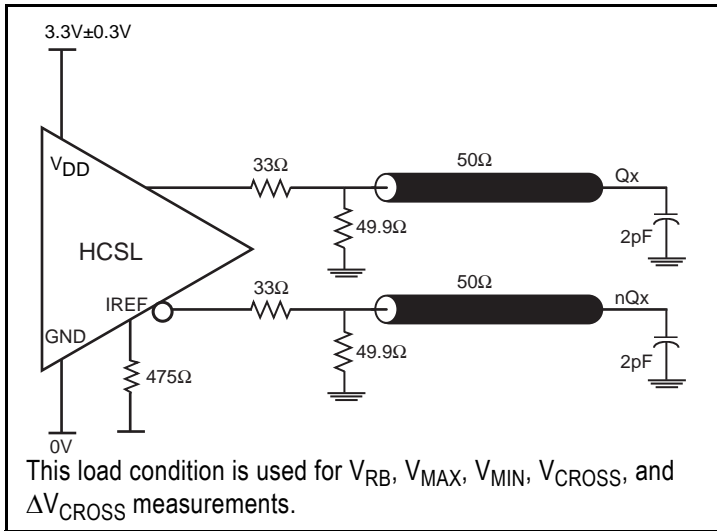 3.3V±0.3V
VDD
33Ω
50Ω
Qx
49.9Ω
2pF
HCSL
33Ω
50Ω
nQx
IREF
GND
49.9Ω
2pF
475Ω
0V
This load condition is used for VRB, VMAX, VMIN, VCROSS, and
ΔVCROSS measurements.